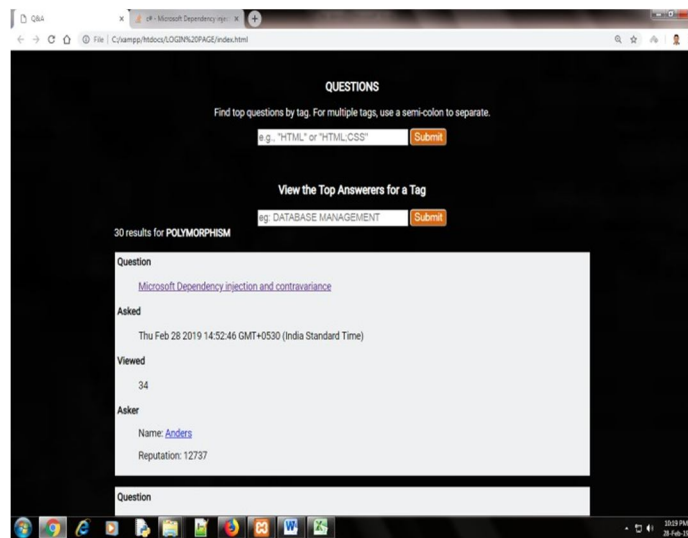 Q&A
c# - Microsoft Dependency injec
File | C:/xampp/htdocs/LOGIN%20PAGE/index.html
QUESTIONS
Find top questions by tag. For multiple tags, use a semi-colon to separate.
e.g., "HTML" or "HTML;CSS" Submit
View the Top Answerers for a Tag
eg: DATABASE MANAGEMENT Submit
30 results for POLYMORPHISM
Question
Microsoft Dependency injection and contravariance
Asked
Thu Feb 28 2019 14:52:46 GMT+0530 (India Standard Time)
Viewed
34
Asker
Name: Anders
Reputation: 12737
Question
10:19 PM
28-Feb-19